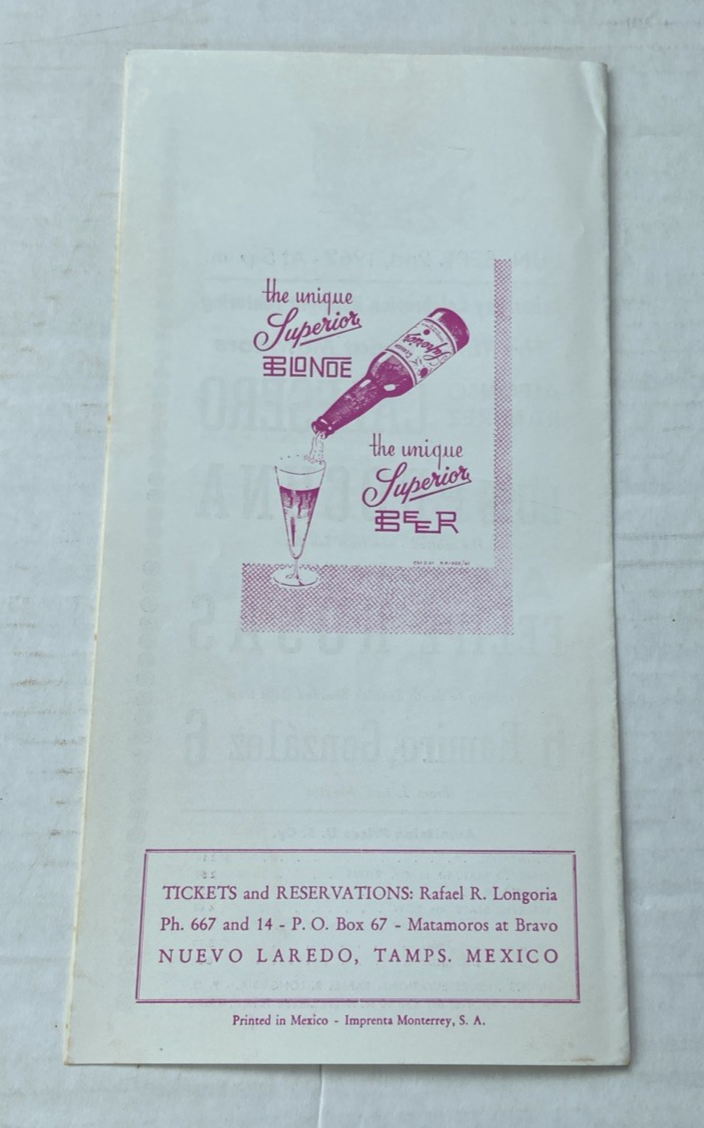 the unique
Superior
BLONDE
the unique
Superior
BEER
TICKETS and RESERVATIONS: Rafael R. Longoria
Ph. 667 and 14 - P. O. Box 67 - Matamoros at Bravo
NUEVO LAREDO, TAMPS. MEXICO
Printed in Mexico - Imprenta Monterrey, S. A.